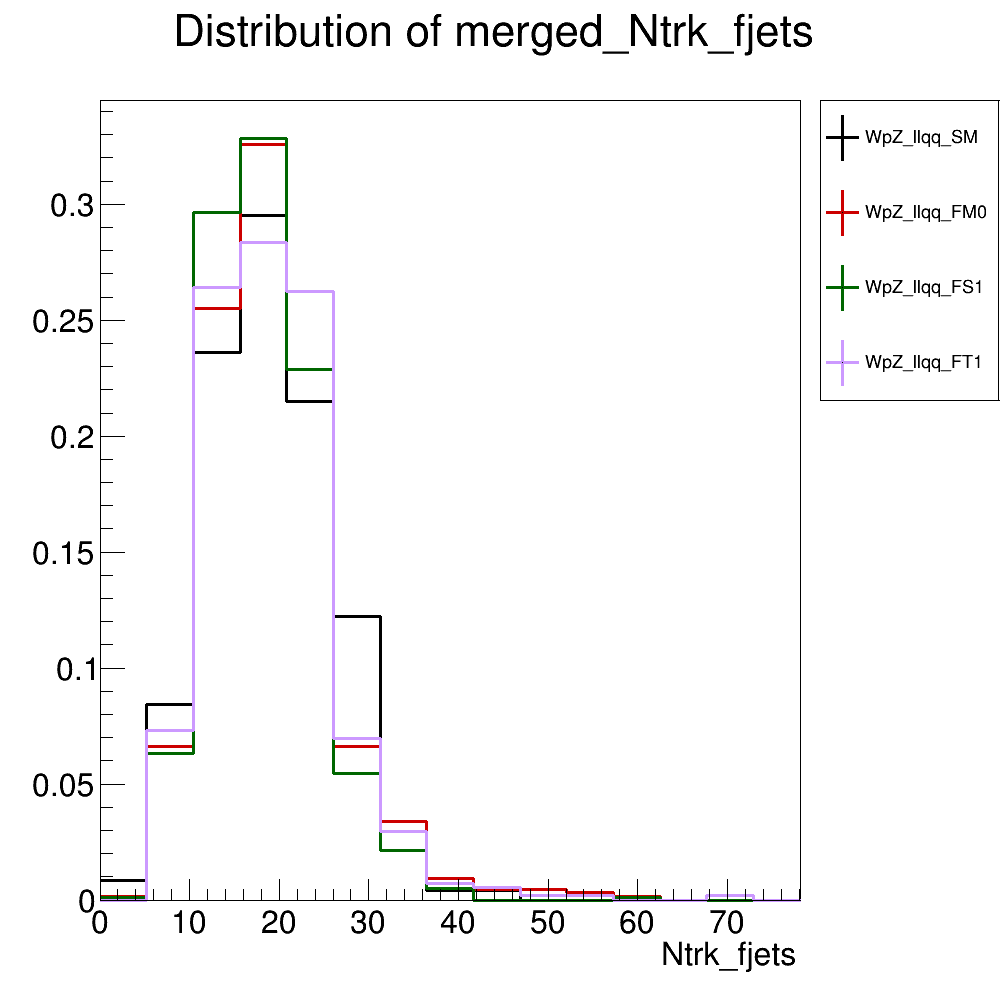 Distribution of merged_Ntrk_fjets
WpZ_llqq_SM
WpZ_llqq_FM0
WpZ_llqq_FS1
WpZ_llqq_FT1
0.3
0.25
0.2
0.15
0.1
0.05
0
0 10 20 30 40 50 60 70
Ntrk_fjets